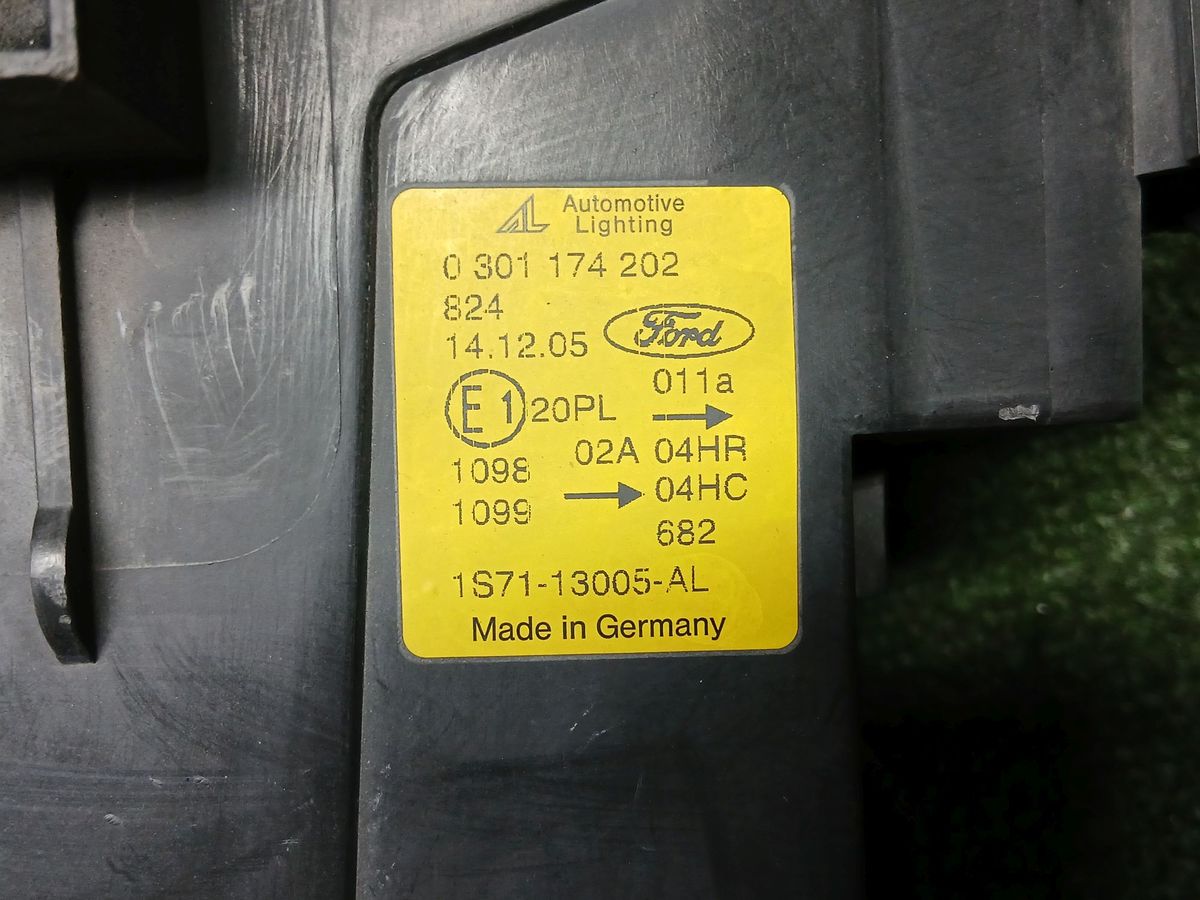 Automotive
Lighting
0 301 174 202
824
14.12.05
Ford
011a
E1 20PL
02A 04HR
1098
04HC
1099
682
1S71-13005-AL
Made in Germany